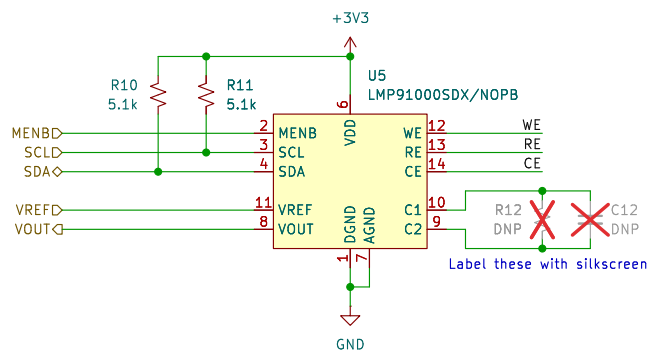 +3V3
U5
LMP91000SDX/NOPB
R10
5.1k
R11
5.1k
6
VDD
MENB 2 MENB
SCL 3 SCL
SDA 4 SDA
VREF 11 VREF
VOUT 8 VOUT
WE 12 WE
RE 13 RE
CE 14 CE
C1 10
C2 9
DGND
AGND
1
7
R12
DNP
C12
DNP
Label these with silkscreen
GND